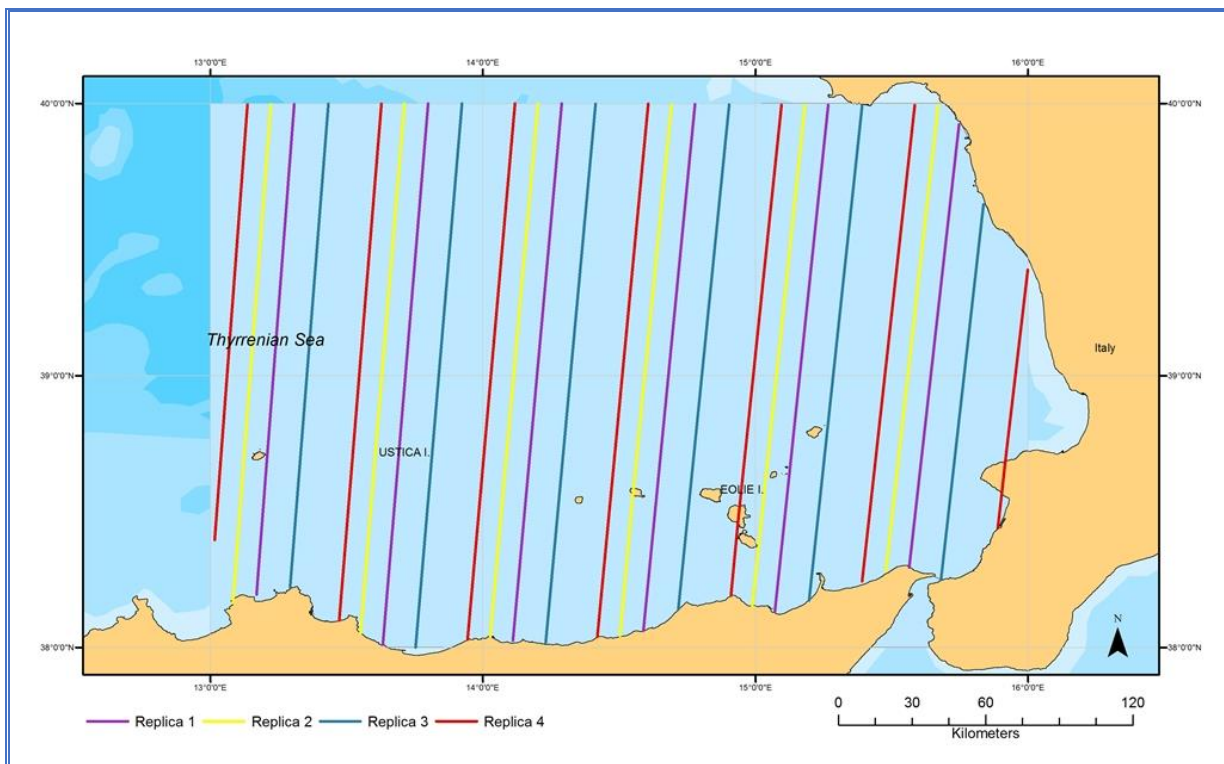 13°0'0"E
14°0'0"E
15°0'0"E
16°0'0"E
40°0'0"N
40°0'0"N
Thyrrenian Sea
Italy
39°0'0"N
39°0'0"N
USTICA I.
EOLIE I.
N
38°0'0"N
38°0'0"N
13°0'0"E
14°0'0"E
15°0'0"E
16°0'0"E
Replica 1 Replica 2 Replica 3 Replica 4
0 30 60 120
Kilometers